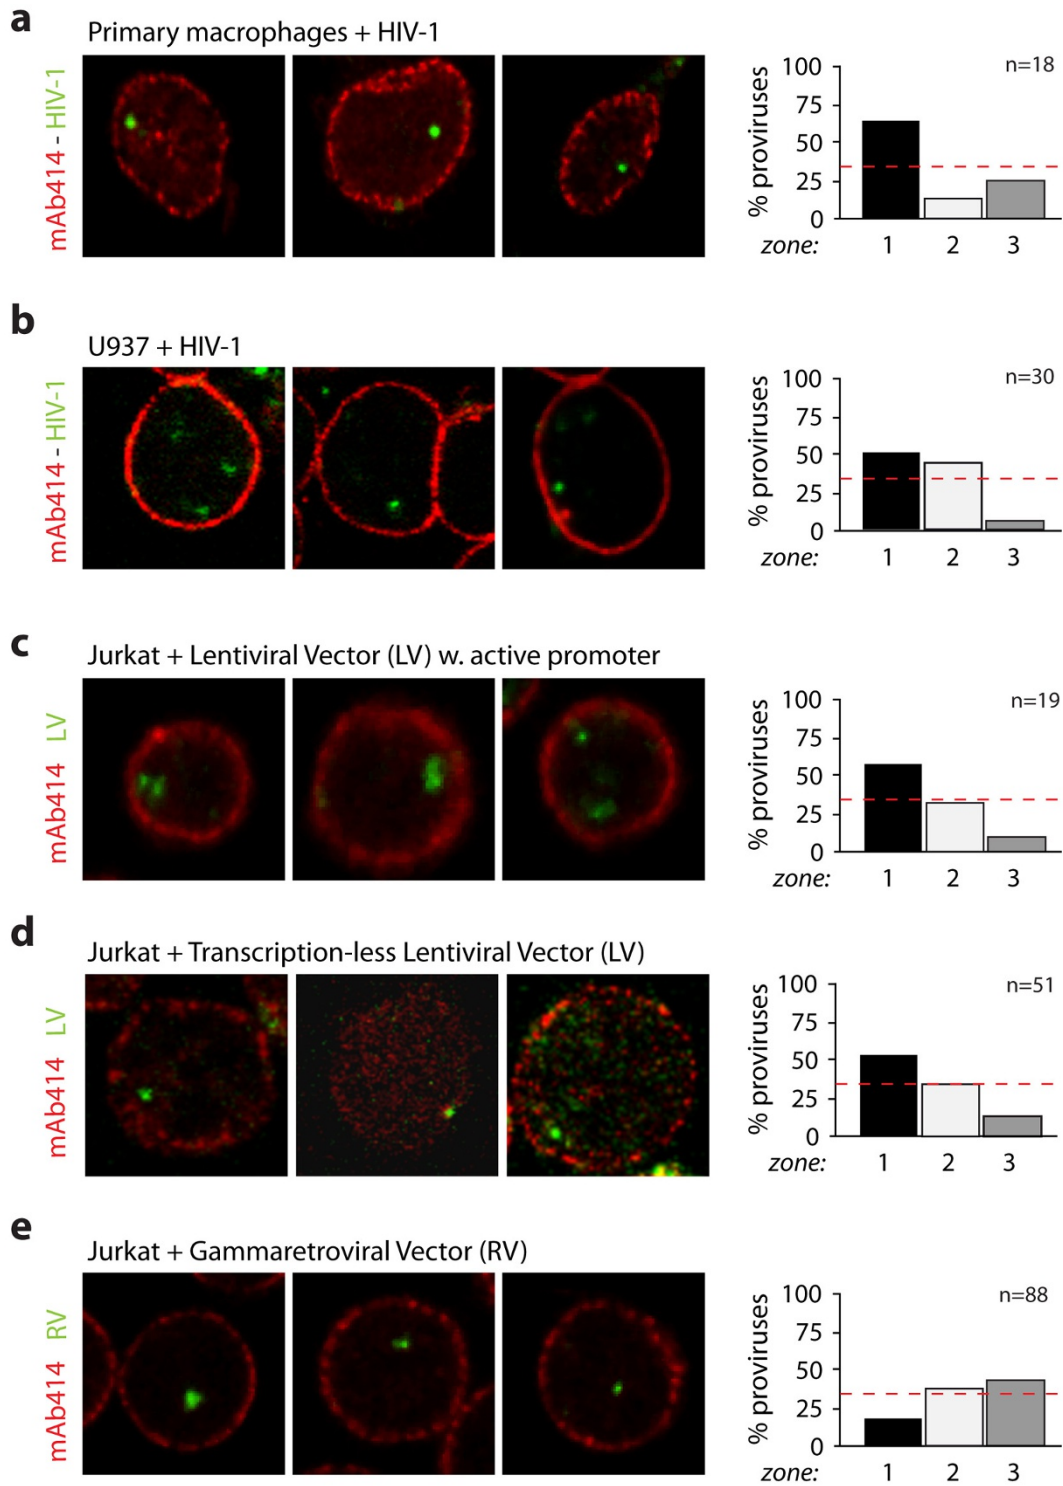 a
Primary macrophages + HIV-1
mAb414 - HIV-1
n=18
% proviruses
100
75
50
25
0
zone: 1 2 3
b
U937 + HIV-1
mAb414 - HIV-1
n=30
% proviruses
100
75
50
25
0
zone: 1 2 3
c
Jurkat + Lentiviral Vector (LV) w. active promoter
mAb414 LV
n=19
% proviruses
100
75
50
25
0
zone: 1 2 3
d
Jurkat + Transcription-less Lentiviral Vector (LV)
mAb414 LV
n=51
% proviruses
100
75
50
25
0
zone: 1 2 3
e
Jurkat + Gammaretroviral Vector (RV)
mAb414 RV
n=88
% proviruses
100
75
50
25
0
zone: 1 2 3